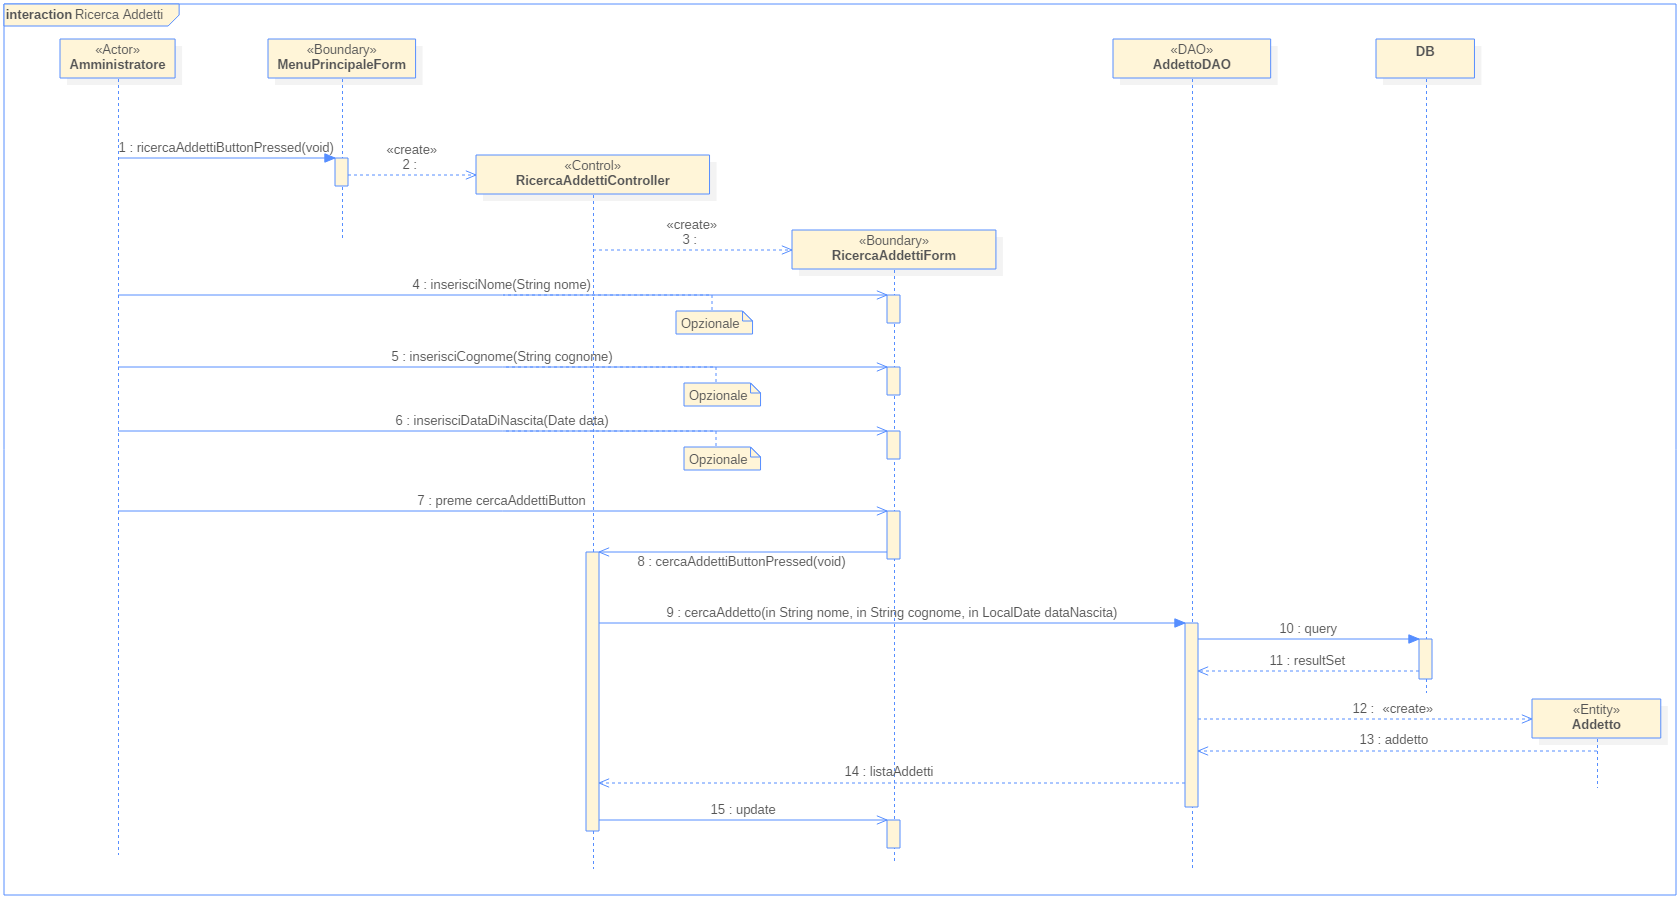 interaction Ricerca Addetti
«Actor»
Amministratore
«Boundary»
MenuPrincipaleForm
«DAO»
AddettoDAO
DB
1 : ricercaAddettiButtonPressed(void)
«create»
2 :
«Control»
RicercaAddettiController
«create»
3 :
«Boundary»
RicercaAddettiForm
4 : inserisciNome(String nome)
Opzionale
5 : inserisciCognome(String cognome)
Opzionale
6 : inserisciDataDiNascita(Date data)
Opzionale
7 : preme cercaAddettiButton
8 : cercaAddettiButtonPressed(void)
9 : cercaAddetto(in String nome, in String cognome, in LocalDate dataNascita)
10 : query
11 : resultSet
12 : «create»
«Entity»
Addetto
13 : addetto
14 : listaAddetti
15 : update